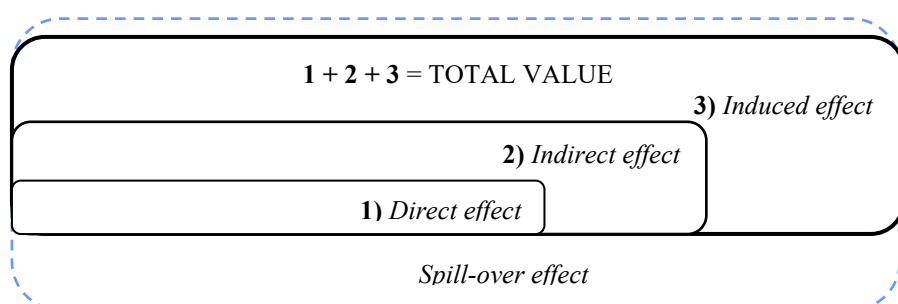 1 + 2 + 3 = TOTAL VALUE
3) Induced effect
2) Indirect effect
1) Direct effect
Spill-over effect